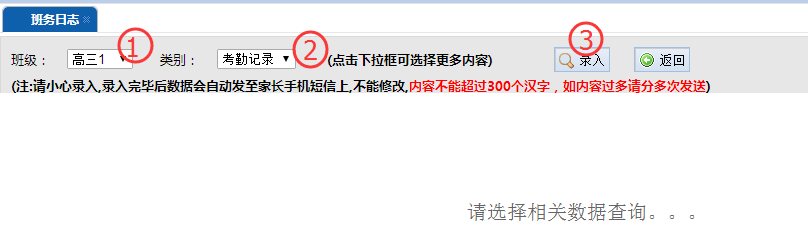 班务日志
班级： 高三1 ① 类别： 考勤记录 ② (点击下拉框可选择更多内容) ③ 录入 返回
(注:请小心录入,录入完毕后数据会自动发至家长手机短信上,不能修改,内容不能超过300个汉字，如内容过多请分多次发送)
请选择相关数据查询。。。